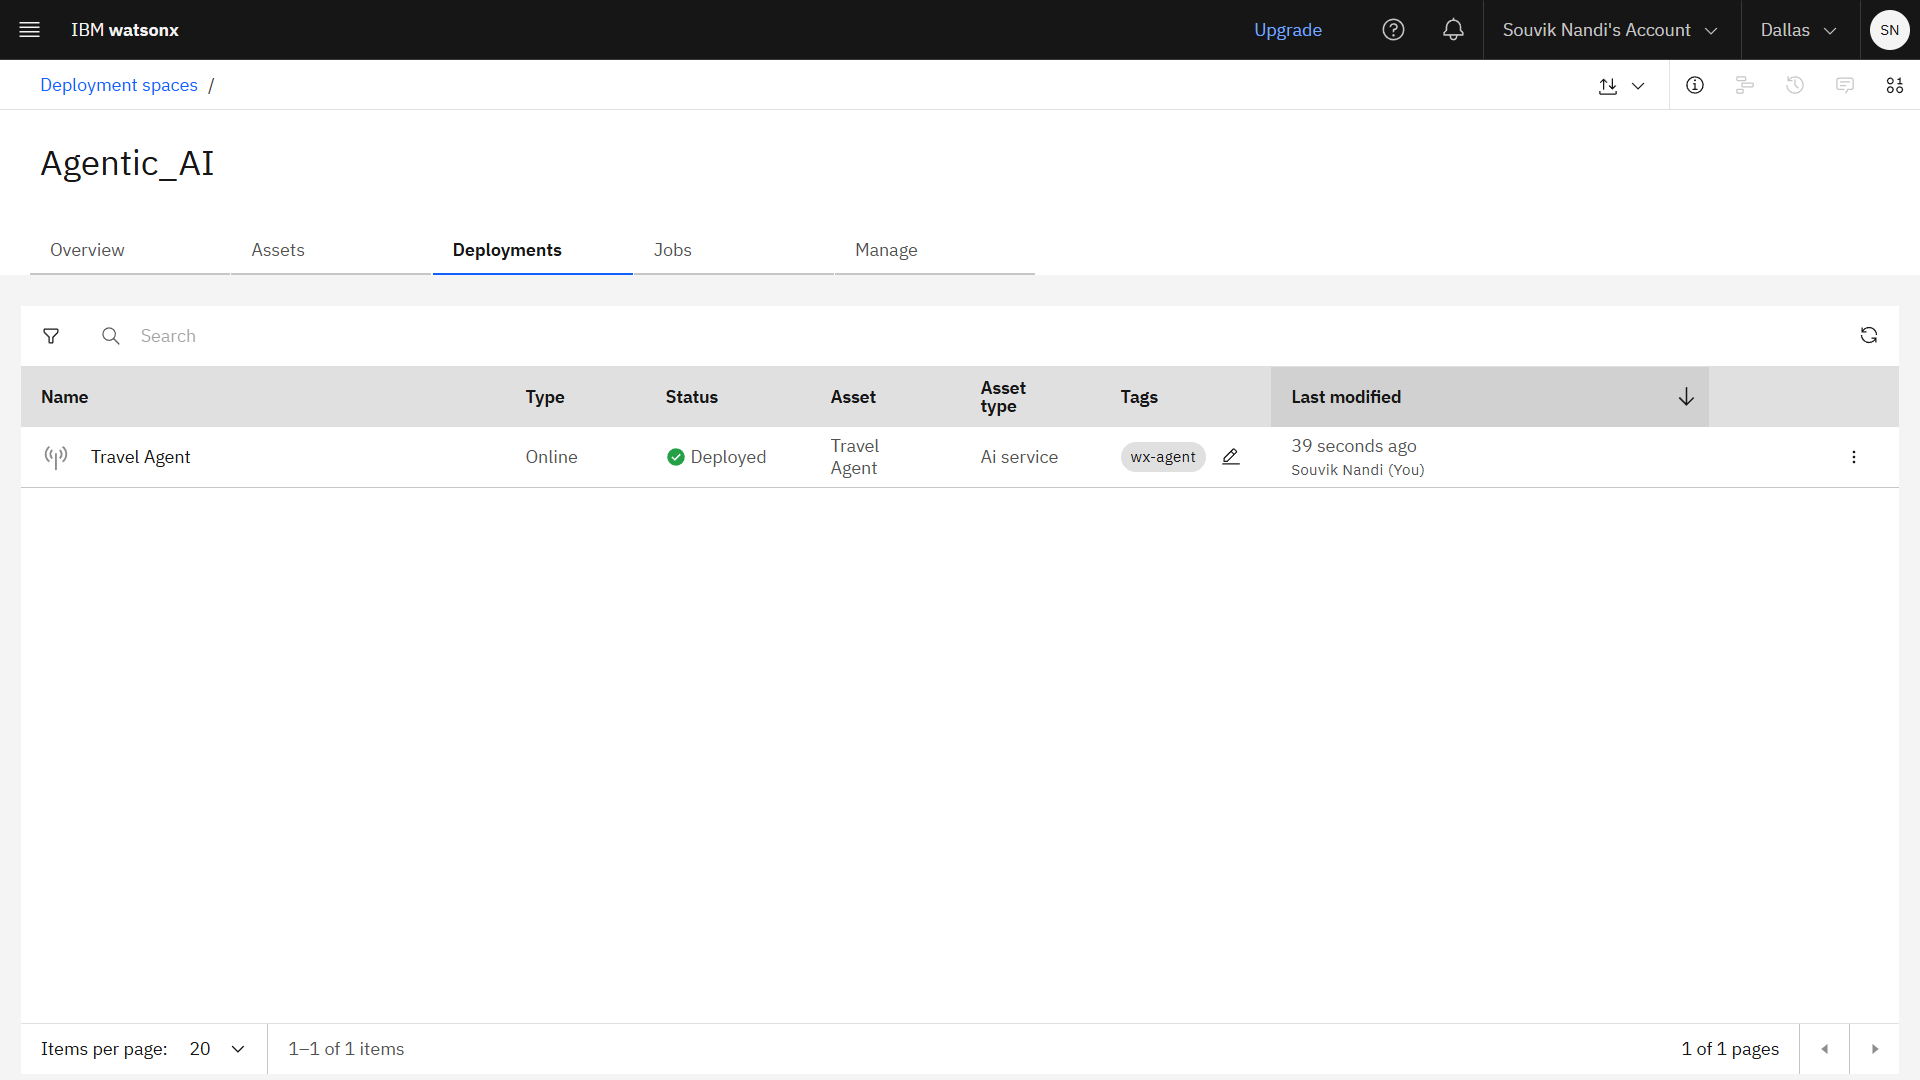 IBM watsonx
Upgrade
Souvik Nandi's Account
Dallas
SN
Deployment spaces /
Agentic_AI
Overview
Assets
Deployments
Jobs
Manage
Search
Name
Type
Status
Asset
Asset
type
Tags
Last modified
Travel Agent
Online
Deployed
Travel
Agent
Ai service
wx-agent
39 seconds ago
Souvik Nandi (You)
Items per page: 20
1–1 of 1 items
1 of 1 pages